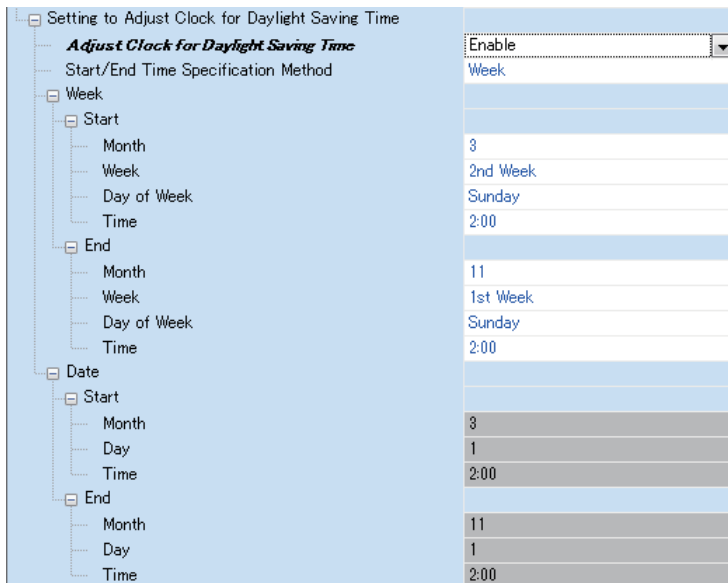 Setting to Adjust Clock for Daylight Saving Time
Adjust Clock for Daylight Saving Time Enable
Start/End Time Specification Method Week
Week
Start
Month 3
Week 2nd Week
Day of Week Sunday
Time 2:00
End
Month 11
Week 1st Week
Day of Week Sunday
Time 2:00
Date
Start
Month 3
Day 1
Time 2:00
End
Month 11
Day 1
Time 2:00